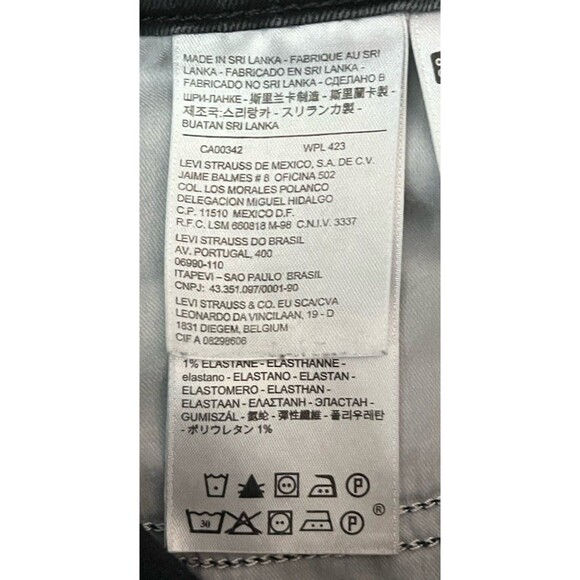 MADE IN SRI LANKA - FABRIQUE AU SRI
LANKA - FABRICADO EN SRI LANKA -
FABRICADO NO SRI LANKA - СДЕЛАНО В
ШРИ-ЛАНКЕ - 斯里兰卡制造 - 斯里蘭卡製 -
제조국:스리랑카 - スリランカ製 -
BUATAN SRI LANKA
CA00342 WPL 423
LEVI STRAUSS DE MEXICO, S.A. DE C.V.
JAIME BALMES # 8 OFICINA 502
COL. LOS MORALES POLANCO
DELEGACION MIGUEL HIDALGO
C.P. 11510 MEXICO D.F.
R.F.C. LSM 660818 M-98 C.N.I.V. 3337
LEVI STRAUSS DO BRASIL
AV. PORTUGAL, 400
06990-110
ITAPEVI - SAO PAULO BRASIL
CNPJ: 43.351.097/0001-90
LEVI STRAUSS & CO. EU SCA/CVA
LEONARDO DA VINCILAAN, 19 - D
1831 DIEGEM, BELGIUM
CIF A 08298606
1% ELASTANE - ELASTHANNE -
elastano - ELASTANO - ELASTAN -
ELASTOMERO - ELASTHAN -
ELASTAAN - ΕΛΑΣΤΑΝΗ - ЭЛАСТАН -
GUMISZÁL - 氨纶 - 彈性纖維 - 폴리우레탄
- ポリウレタン 1%
P
30 P ®